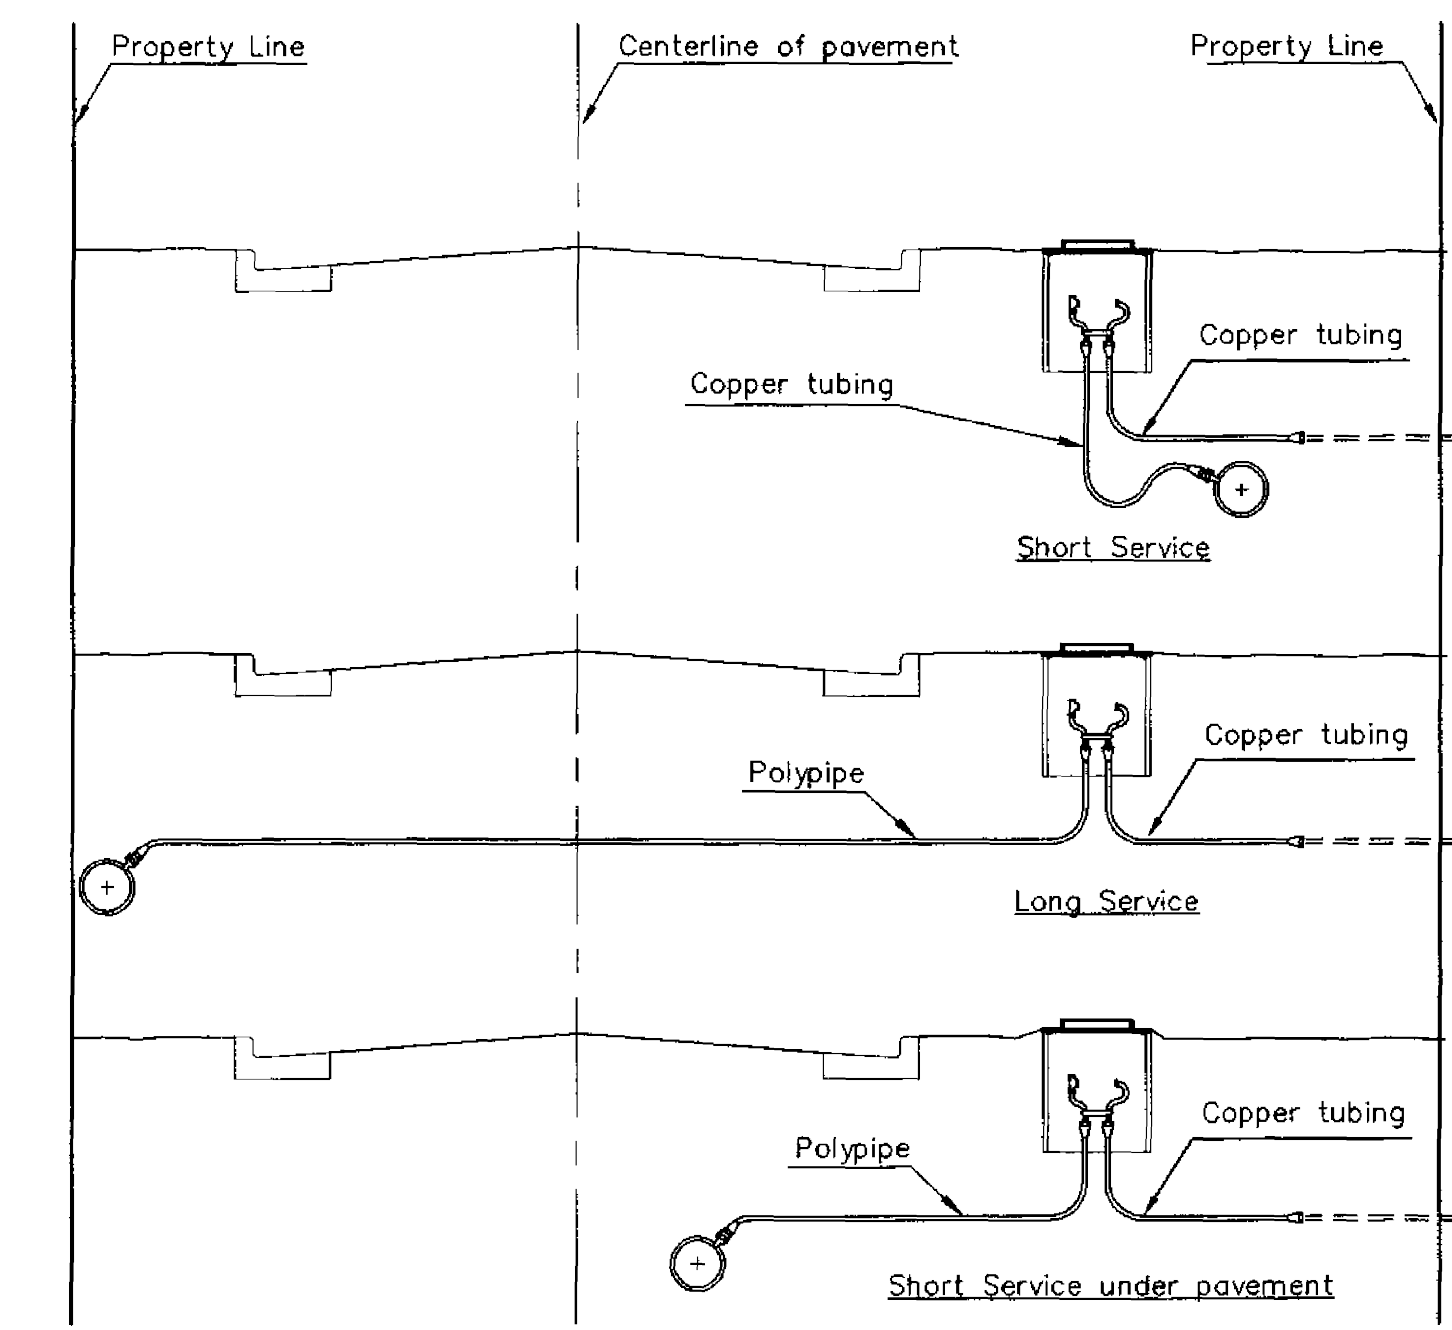 Property Line
Centerline of pavement
Property Line
Copper tubing
Copper tubing
Short Service
Copper tubing
Polypipe
Long Service
Copper tubing
Polypipe
Short Service under pavement